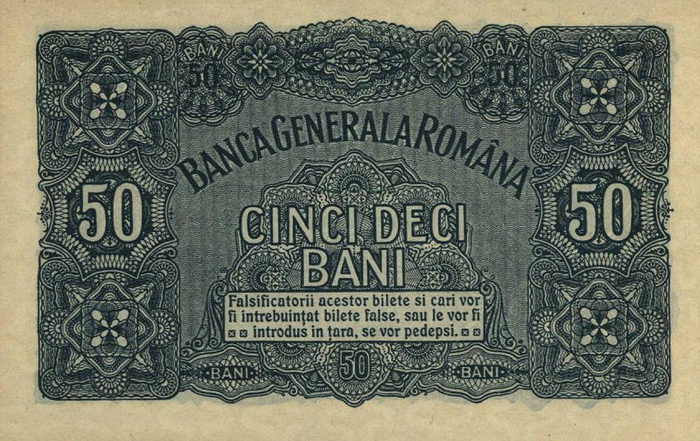 BANI BANI
50 50
BANCA GENERALA ROMÂNA
50 50
CINCI DECI
BANI
Falsificatorii acestor bilete si cari vor
fi intrebuințat bilete false, sau le vor fi
introdus in țara, se vor pedepsi.
50
BANI BANI